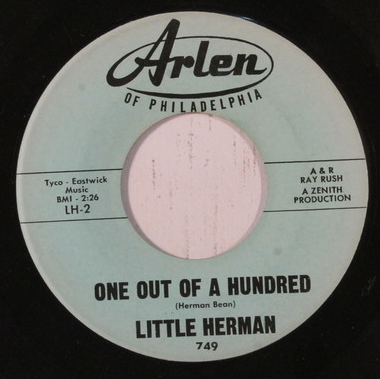 Arlen
OF PHILADELPHIA
Tyco - Eastwick
Music
BMI - 2:26
LH-2
A & R
RAY RUSH
A ZENITH
PRODUCTION
ONE OUT OF A HUNDRED
(Herman Bean)
LITTLE HERMAN
749